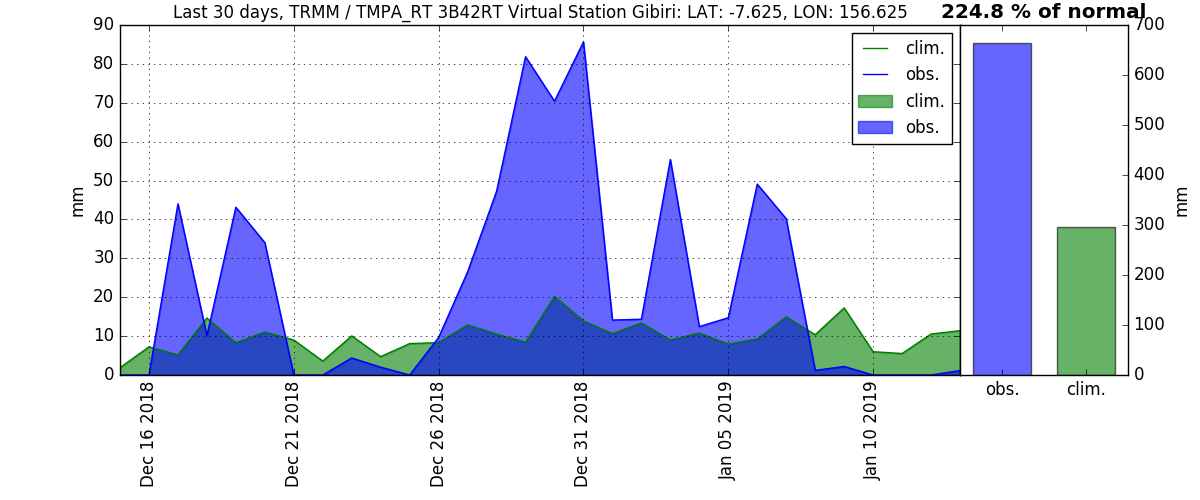 Last 30 days, TRMM / TMPA_RT 3B42RT Virtual Station Gibiri: LAT: -7.625, LON: 156.625
224.8 % of normal
90
80
70
60
50
40
30
20
10
0
mm
clim.
obs.
clim.
obs.
Dec 16 2018
Dec 21 2018
Dec 26 2018
Dec 31 2018
Jan 05 2019
Jan 10 2019
700
600
500
400
300
200
100
0
mm
obs.
clim.